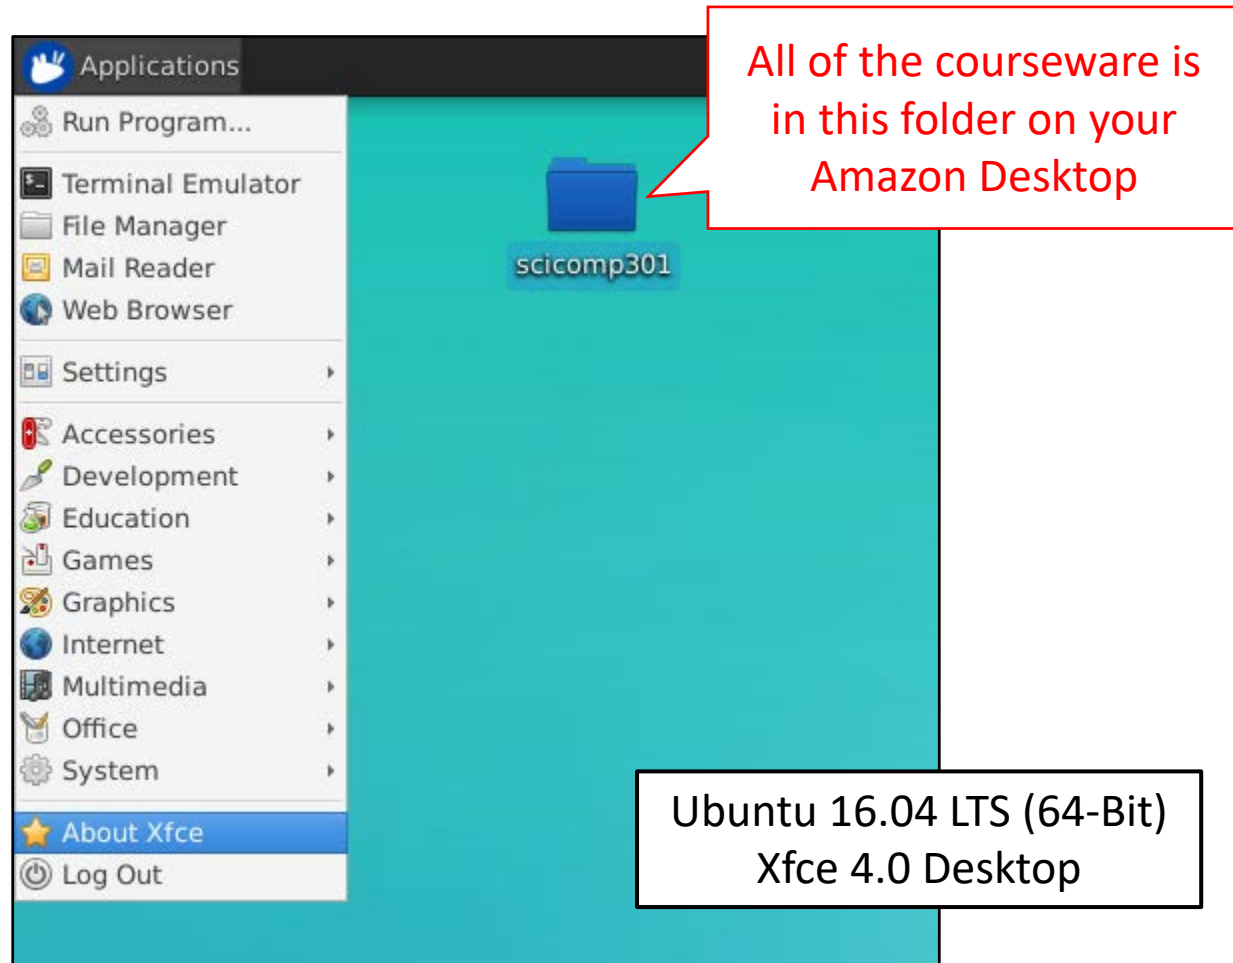 Applications
Run Program...
Terminal Emulator
File Manager
Mail Reader
Web Browser
Settings
Accessories
Development
Education
Games
Graphics
Internet
Multimedia
Office
System
About Xfce
Log Out
All of the courseware is
in this folder on your
Amazon Desktop
scicomp301
Ubuntu 16.04 LTS (64-Bit)
Xfce 4.0 Desktop